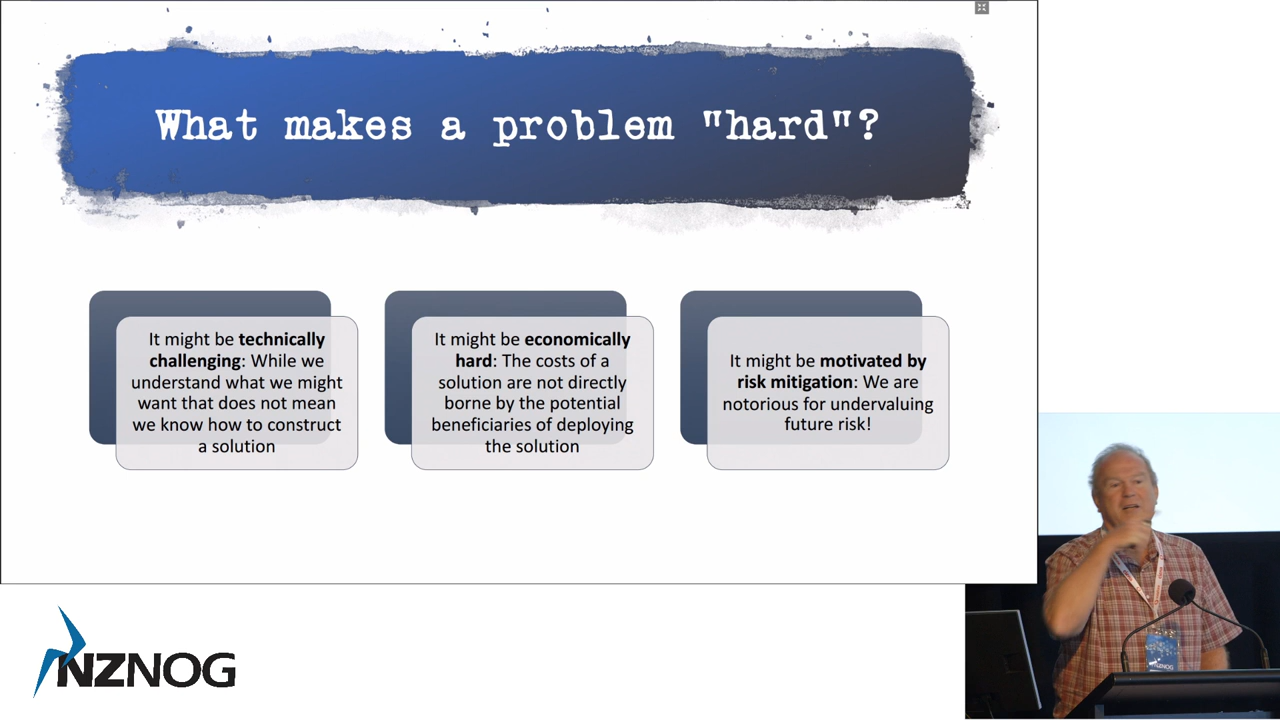 What makes a problem "hard"?
It might be technically
challenging: While we
understand what we might
want that does not mean
we know how to construct
a solution
It might be economically
hard: The costs of a
solution are not directly
borne by the potential
beneficiaries of deploying
the solution
It might be motivated by
risk mitigation: We are
notorious for undervaluing
future risk!
NZNOG
NZNOG